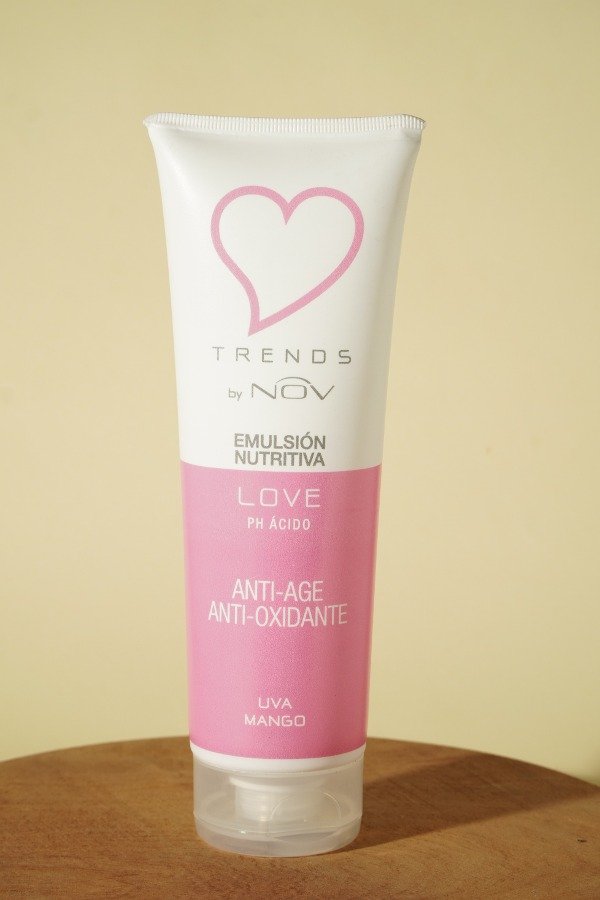 TRENDS
by NOV
EMULSIÓN
NUTRITIVA
LOVE
PH ÁCIDO
ANTI-AGE
ANTI-OXIDANTE
UVA
MANGO